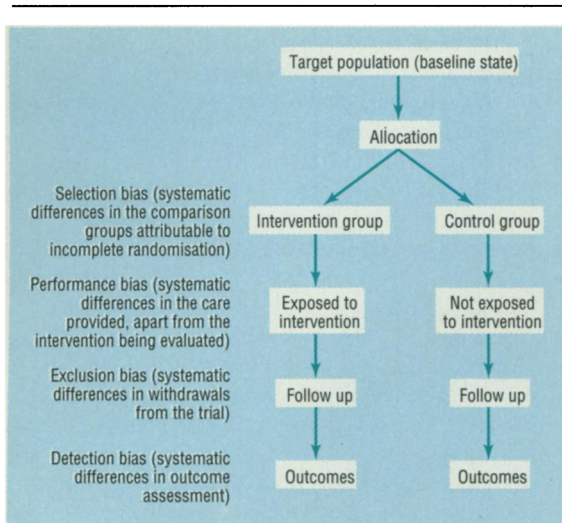 Target population (baseline state)
Allocation
Selection bias (systematic
differences in the comparison
groups attributable to
incomplete randomisation)
Intervention group
Control group
Performance bias (systematic
differences in the care
provided, apart from the
intervention being evaluated)
Exposed to
intervention
Not exposed
to intervention
Exclusion bias (systematic
differences in withdrawals
from the trial)
Follow up
Follow up
Detection bias (systematic
differences in outcome
assessment)
Outcomes
Outcomes